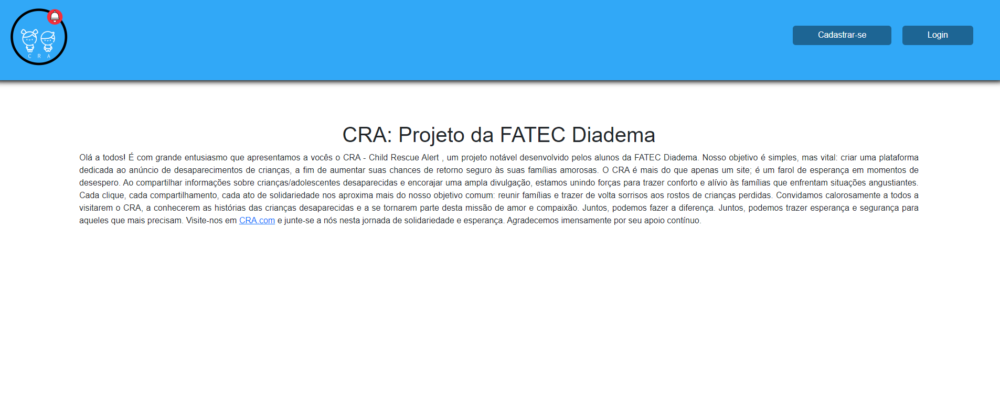 C R A
Cadastrar-se
Login
CRA: Projeto da FATEC Diadema
Olá a todos! É com grande entusiasmo que apresentamos a vocês o CRA - Child Rescue Alert , um projeto notável desenvolvido pelos alunos da FATEC Diadema. Nosso objetivo é simples, mas vital: criar uma plataforma
dedicada ao anúncio de desaparecimentos de crianças, a fim de aumentar suas chances de retorno seguro às suas famílias amorosas. O CRA é mais do que apenas um site; é um farol de esperança em momentos de
desespero. Ao compartilhar informações sobre crianças/adolescentes desaparecidas e encorajar uma ampla divulgação, estamos unindo forças para trazer conforto e alívio às famílias que enfrentam situações angustiantes.
Cada clique, cada compartilhamento, cada ato de solidariedade nos aproxima mais do nosso objetivo comum: reunir famílias e trazer de volta sorrisos aos rostos de crianças perdidas. Convidamos calorosamente a todos a
visitarem o CRA, a conhecerem as histórias das crianças desaparecidas e a se tornarem parte desta missão de amor e compaixão. Juntos, podemos fazer a diferença. Juntos, podemos trazer esperança e segurança para
aqueles que mais precisam. Visite-nos em CRA.com e junte-se a nós nesta jornada de solidariedade e esperança. Agradecemos imensamente por seu apoio contínuo.